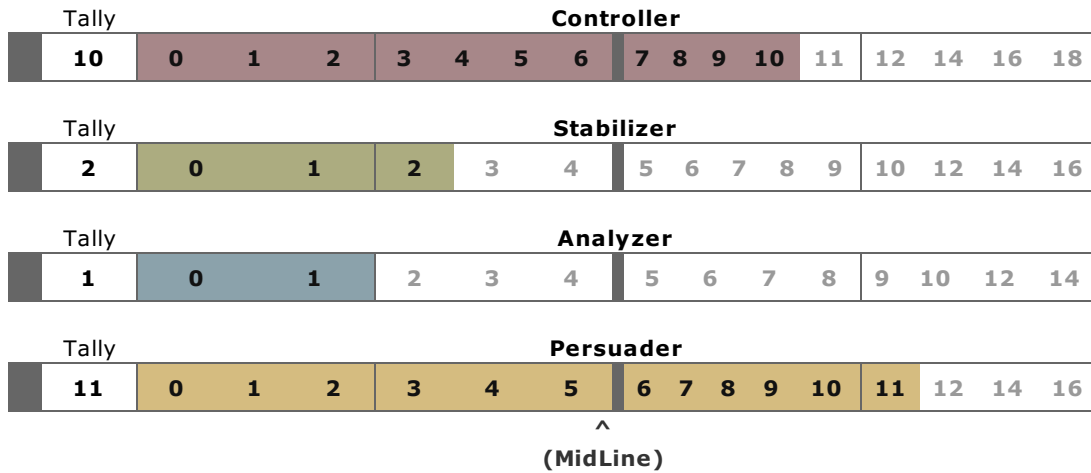 Tally Controller
10 0 1 2 3 4 5 6 7 8 9 10 11 12 14 16 18
Tally Stabilizer
2 0 1 2 3 4 5 6 7 8 9 10 12 14 16
Tally Analyzer
1 0 1 2 3 4 5 6 7 8 9 10 12 14
Tally Persuader
11 0 1 2 3 4 5 6 7 8 9 10 11 12 14 16
^
(MidLine)